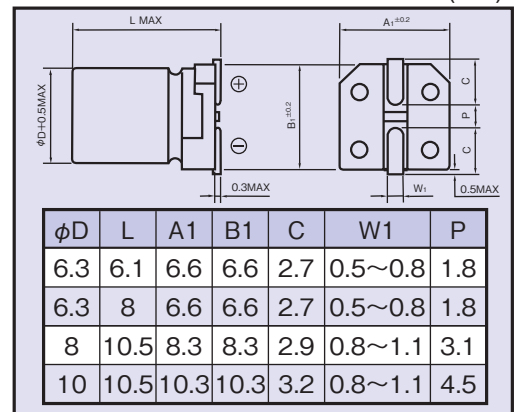 L MAX
A1±0.2
φD+0.5MAX
⊕
⊖
B1±0.2
C
P
C
0.3MAX
W1
0.5MAX
φD L A1 B1 C W1 P
6.3 6.1 6.6 6.6 2.7 0.5～0.8 1.8
6.3 8 6.6 6.6 2.7 0.5～0.8 1.8
8 10.5 8.3 8.3 2.9 0.8～1.1 3.1
10 10.5 10.3 10.3 3.2 0.8～1.1 4.5